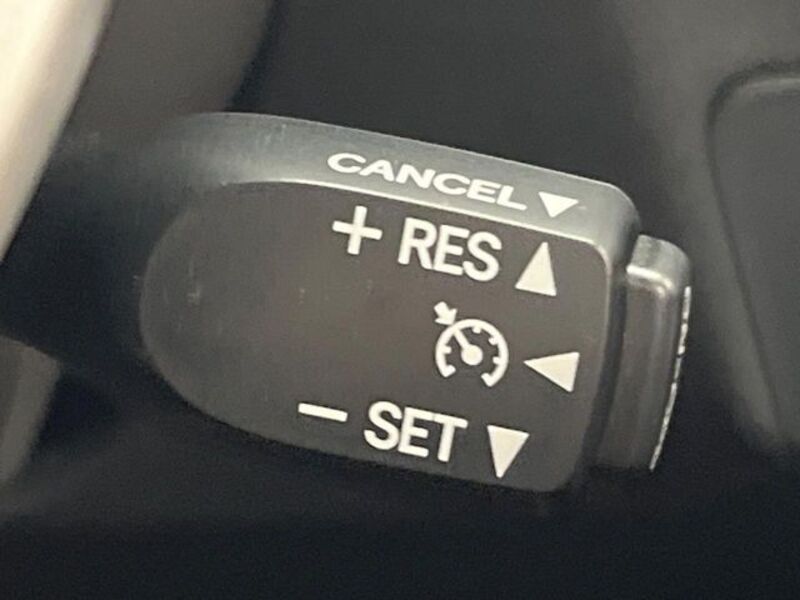 CANCEL ▼
+ RES ▲
◀
− SET ▼